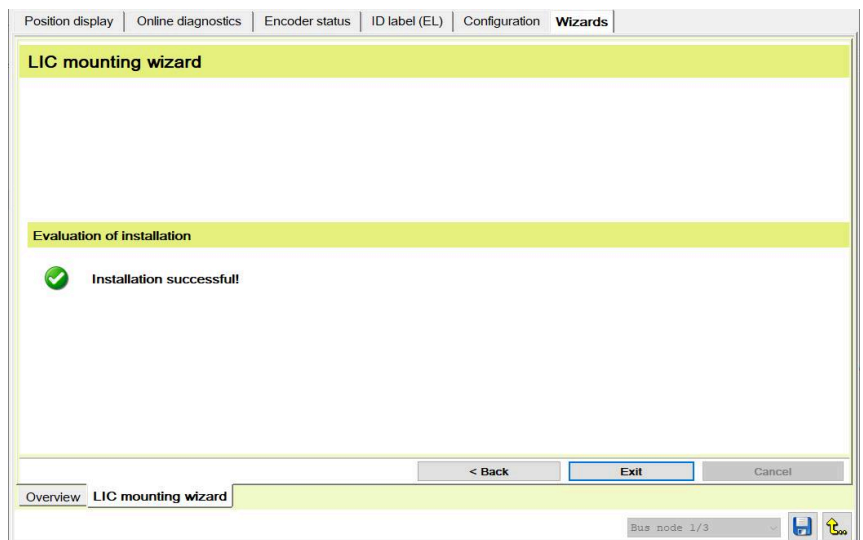 Position display Online diagnostics Encoder status ID label (EL) Configuration Wizards
LIC mounting wizard
Evaluation of installation
Installation successful!
< Back Exit Cancel
Overview LIC mounting wizard
Bus node 1/3